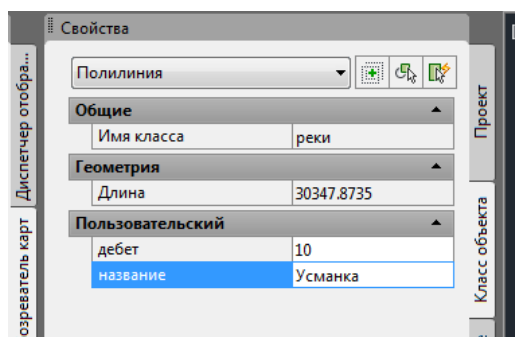 Свойства
Полилиния
Общие
Имя класса реки
Геометрия
Длина 30347.8735
Пользовательский
дебет 10
название Усманка
Диспетчер отобра...
озреватель карт
Проект
Класс объекта